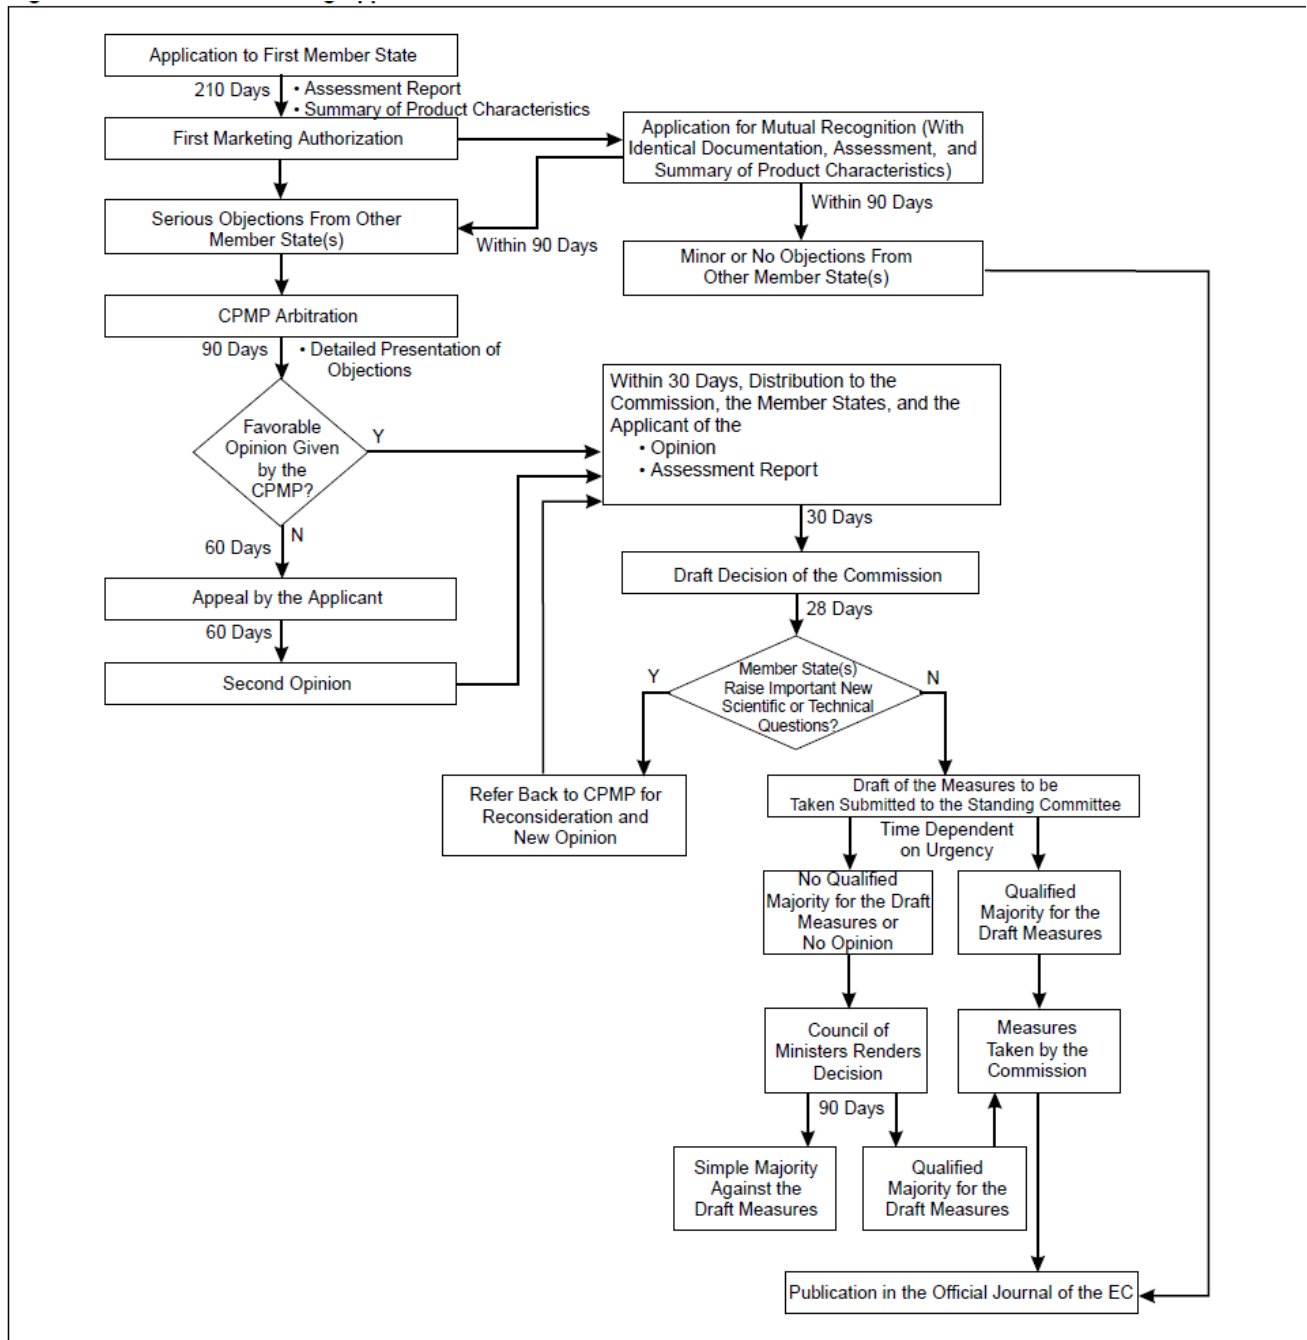 Application to First Member State
210 Days
• Assessment Report
• Summary of Product Characteristics
First Marketing Authorization
Application for Mutual Recognition (With
Identical Documentation, Assessment, and
Summary of Product Characteristics)
Within 90 Days
Serious Objections From Other
Member State(s)
Within 90 Days
Minor or No Objections From
Other Member State(s)
CPMP Arbitration
90 Days
• Detailed Presentation of
Objections
Favorable
Opinion Given
by the
CPMP?
Y
Within 30 Days, Distribution to the
Commission, the Member States, and the
Applicant of the
• Opinion
• Assessment Report
N
60 Days
30 Days
Draft Decision of the Commission
Appeal by the Applicant
28 Days
60 Days
Second Opinion
Member State(s)
Raise Important New
Scientific or Technical
Questions?
Y
N
Refer Back to CPMP for
Reconsideration and
New Opinion
Draft of the Measures to be
Taken Submitted to the Standing Committee
Time Dependent
on Urgency
No Qualified
Majority for the Draft
Measures or
No Opinion
Qualified
Majority for the
Draft Measures
Council of
Ministers Renders
Decision
Measures
Taken by the
Commission
90 Days
Simple Majority
Against the
Draft Measures
Qualified
Majority for the
Draft Measures
Publication in the Official Journal of the EC